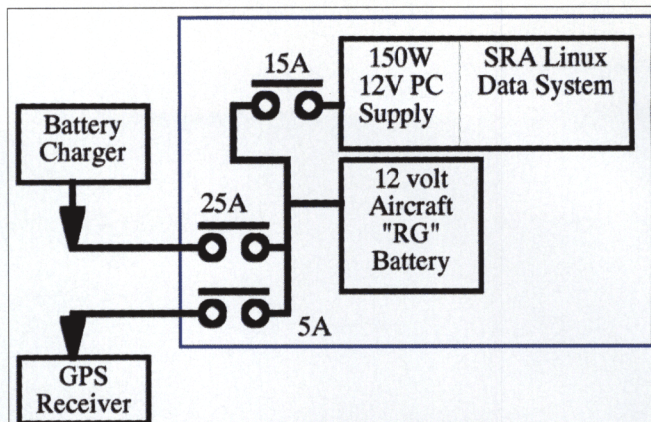 15A
150W
12V PC
Supply
SRA Linux
Data System
Battery
Charger
25A
12 volt
Aircraft
"RG"
Battery
5A
GPS
Receiver